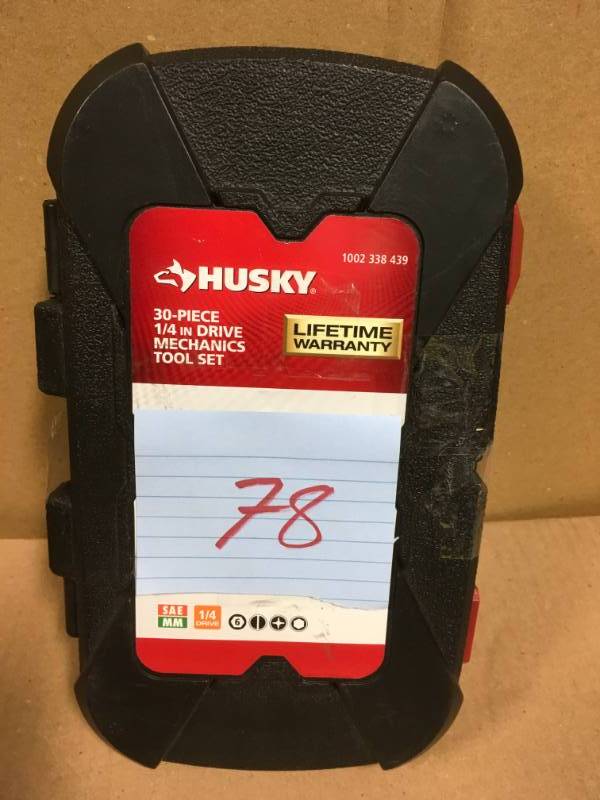 1002 338 439
HUSKY®
30-PIECE
1/4 IN DRIVE
MECHANICS
TOOL SET
LIFETIME
WARRANTY
78
SAE
MM
1/4
DRIVE
6